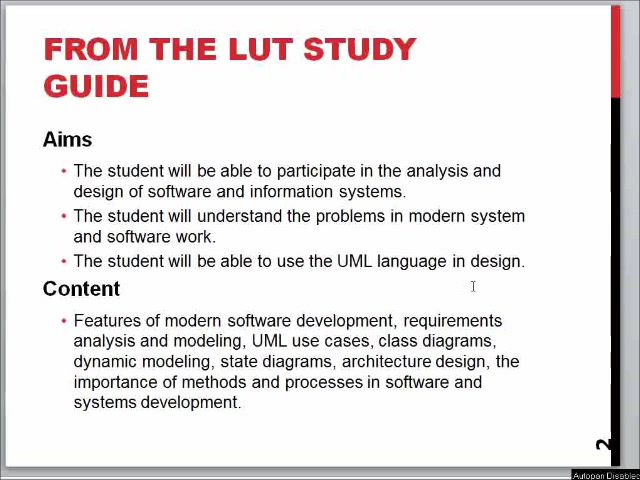 FROM THE LUT STUDY
GUIDE
Aims
• The student will be able to participate in the analysis and
design of software and information systems.
• The student will understand the problems in modern system
and software work.
• The student will be able to use the UML language in design.
Content
• Features of modern software development, requirements
analysis and modeling, UML use cases, class diagrams,
dynamic modeling, state diagrams, architecture design, the
importance of methods and processes in software and
systems development.
2
Autopan Disabled